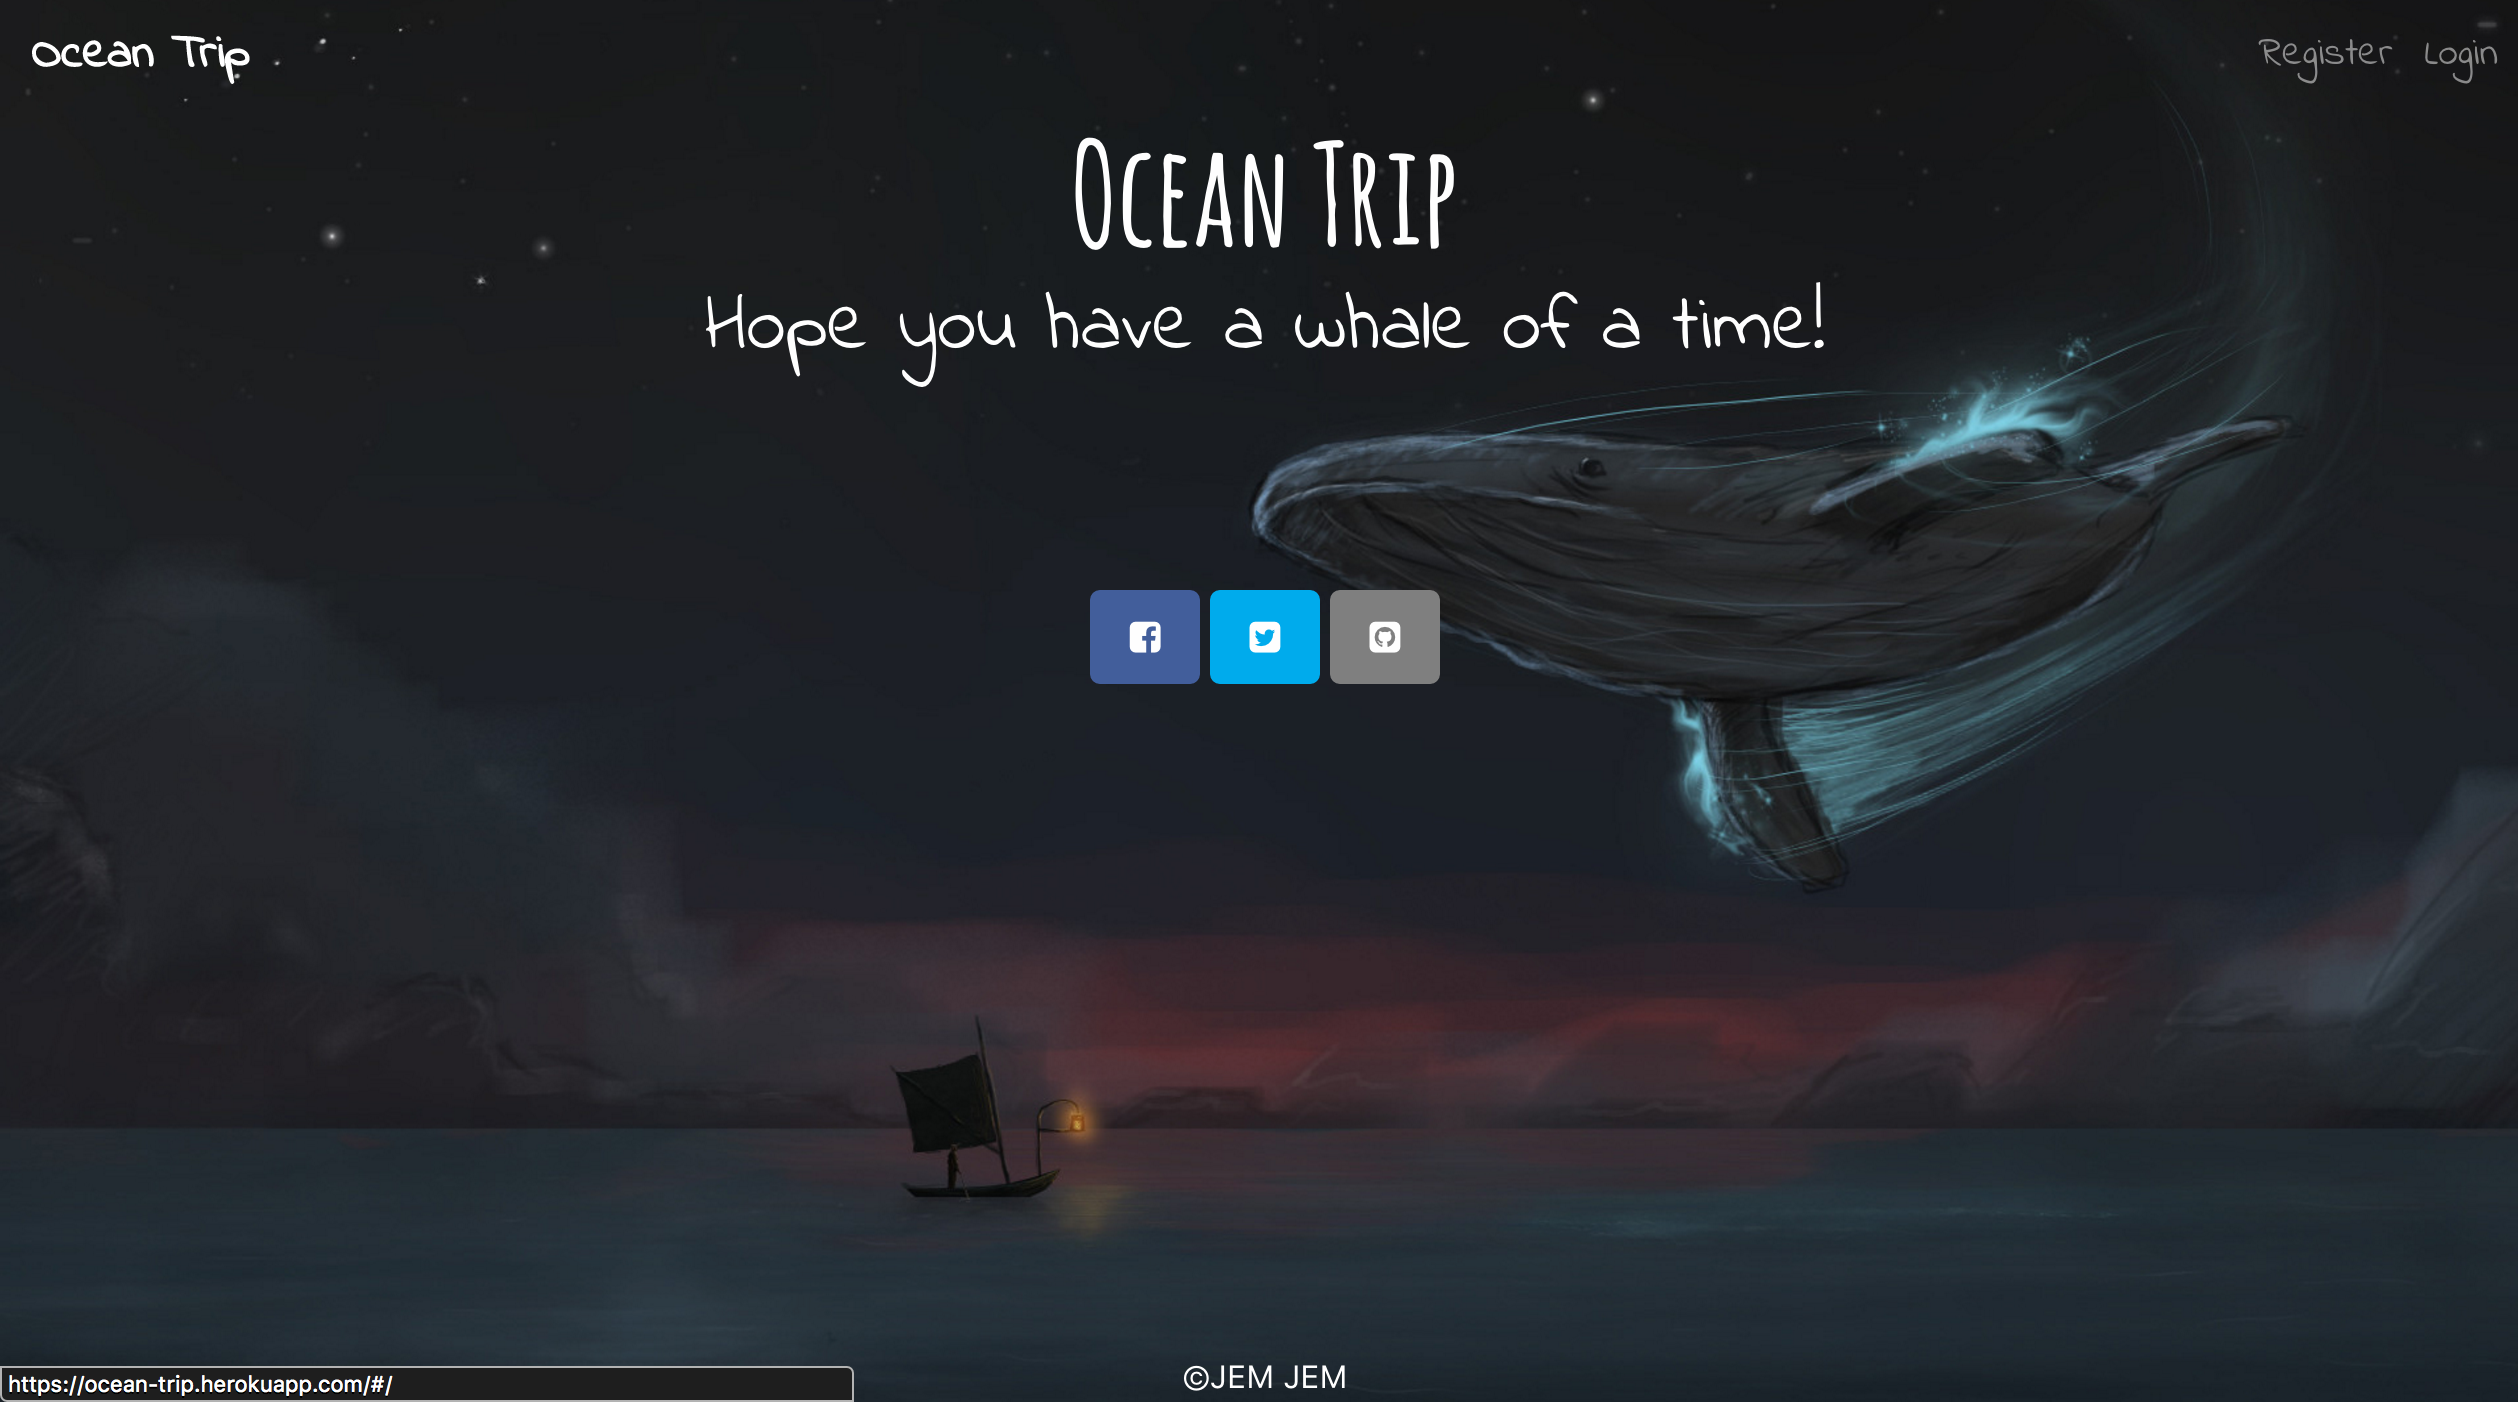 Ocean Trip
Register Login
Ocean Trip
Hope you have a whale of a time!
©JEM JEM
https://ocean-trip.herokuapp.com/#/